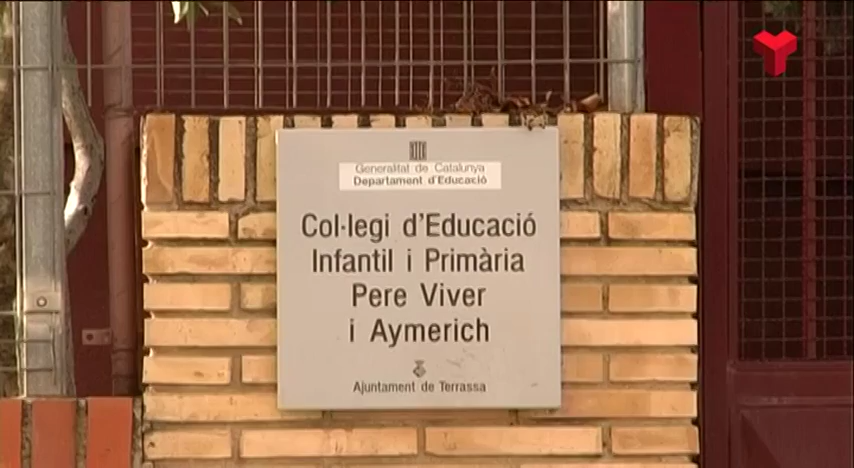 Generalitat de Catalunya
Departament d'Educació
Col·legi d'Educació
Infantil i Primària
Pere Viver
i Aymerich
Ajuntament de Terrassa